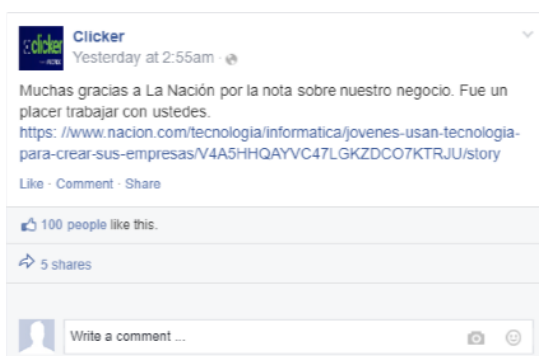 clicker
Clicker
Yesterday at 2:55am ·
Muchas gracias a La Nación por la nota sobre nuestro negocio. Fue un
placer trabajar con ustedes.
https: //www.nacion.com/tecnologia/informatica/jovenes-usan-tecnologia-
para-crear-sus-empresas/V4A5HHQAYVC47LGKZDCO7KTRJU/story
Like · Comment · Share
100 people like this.
5 shares
Write a comment ...